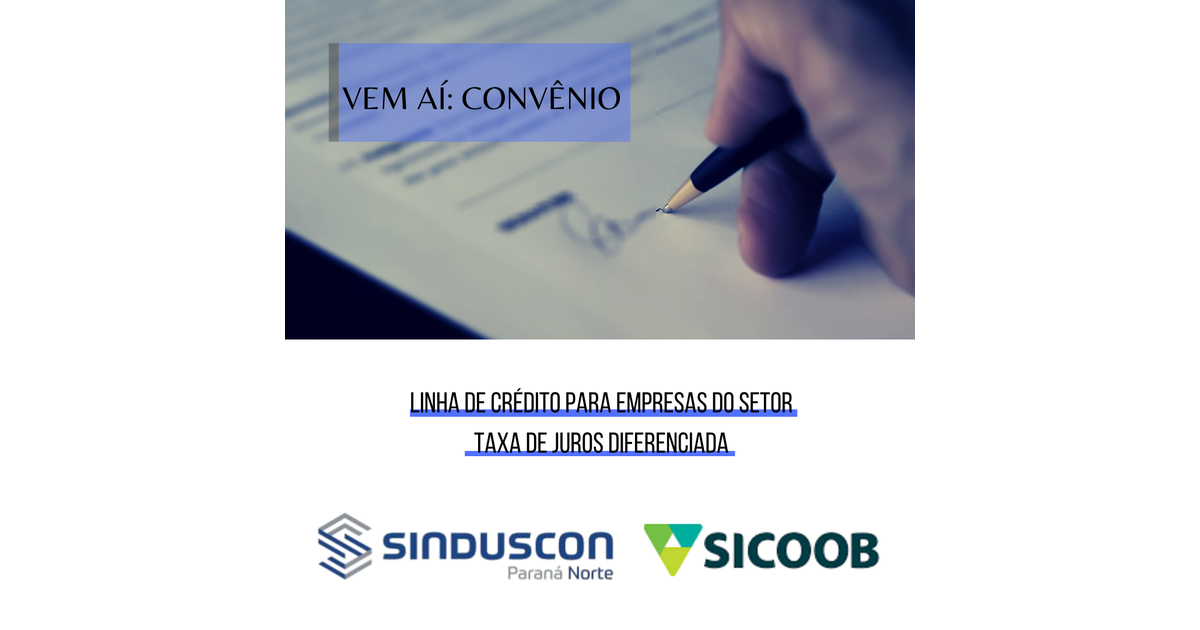 VEM AÍ: CONVÊNIO
LINHA DE CRÉDITO PARA EMPRESAS DO SETOR
TAXA DE JUROS DIFERENCIADA
SINDUSCON
Paraná Norte
SICOOB